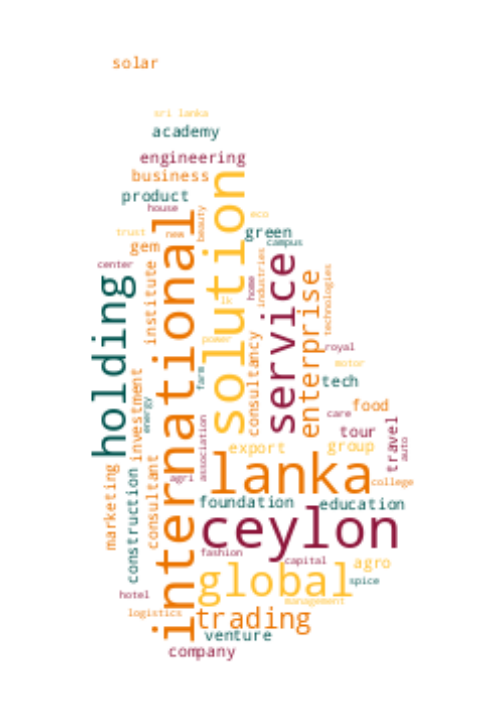 solar
sri lanka
academy
engineering
business
product
house
beauty
eco
trust
new
green
gem
campus
center
international
solution
institute
holding
service
home
industries
enterprise
technologies
lk
power
consultancy
royal
motor
farm
tech
investment
energy
care
food
tour
travel
auto
association
export
group
marketing
construction
consultant
agri
lanka
college
foundation
education
ceylon
fashion
capital
agro
global
spice
hotel
management
logistics
trading
venture
company